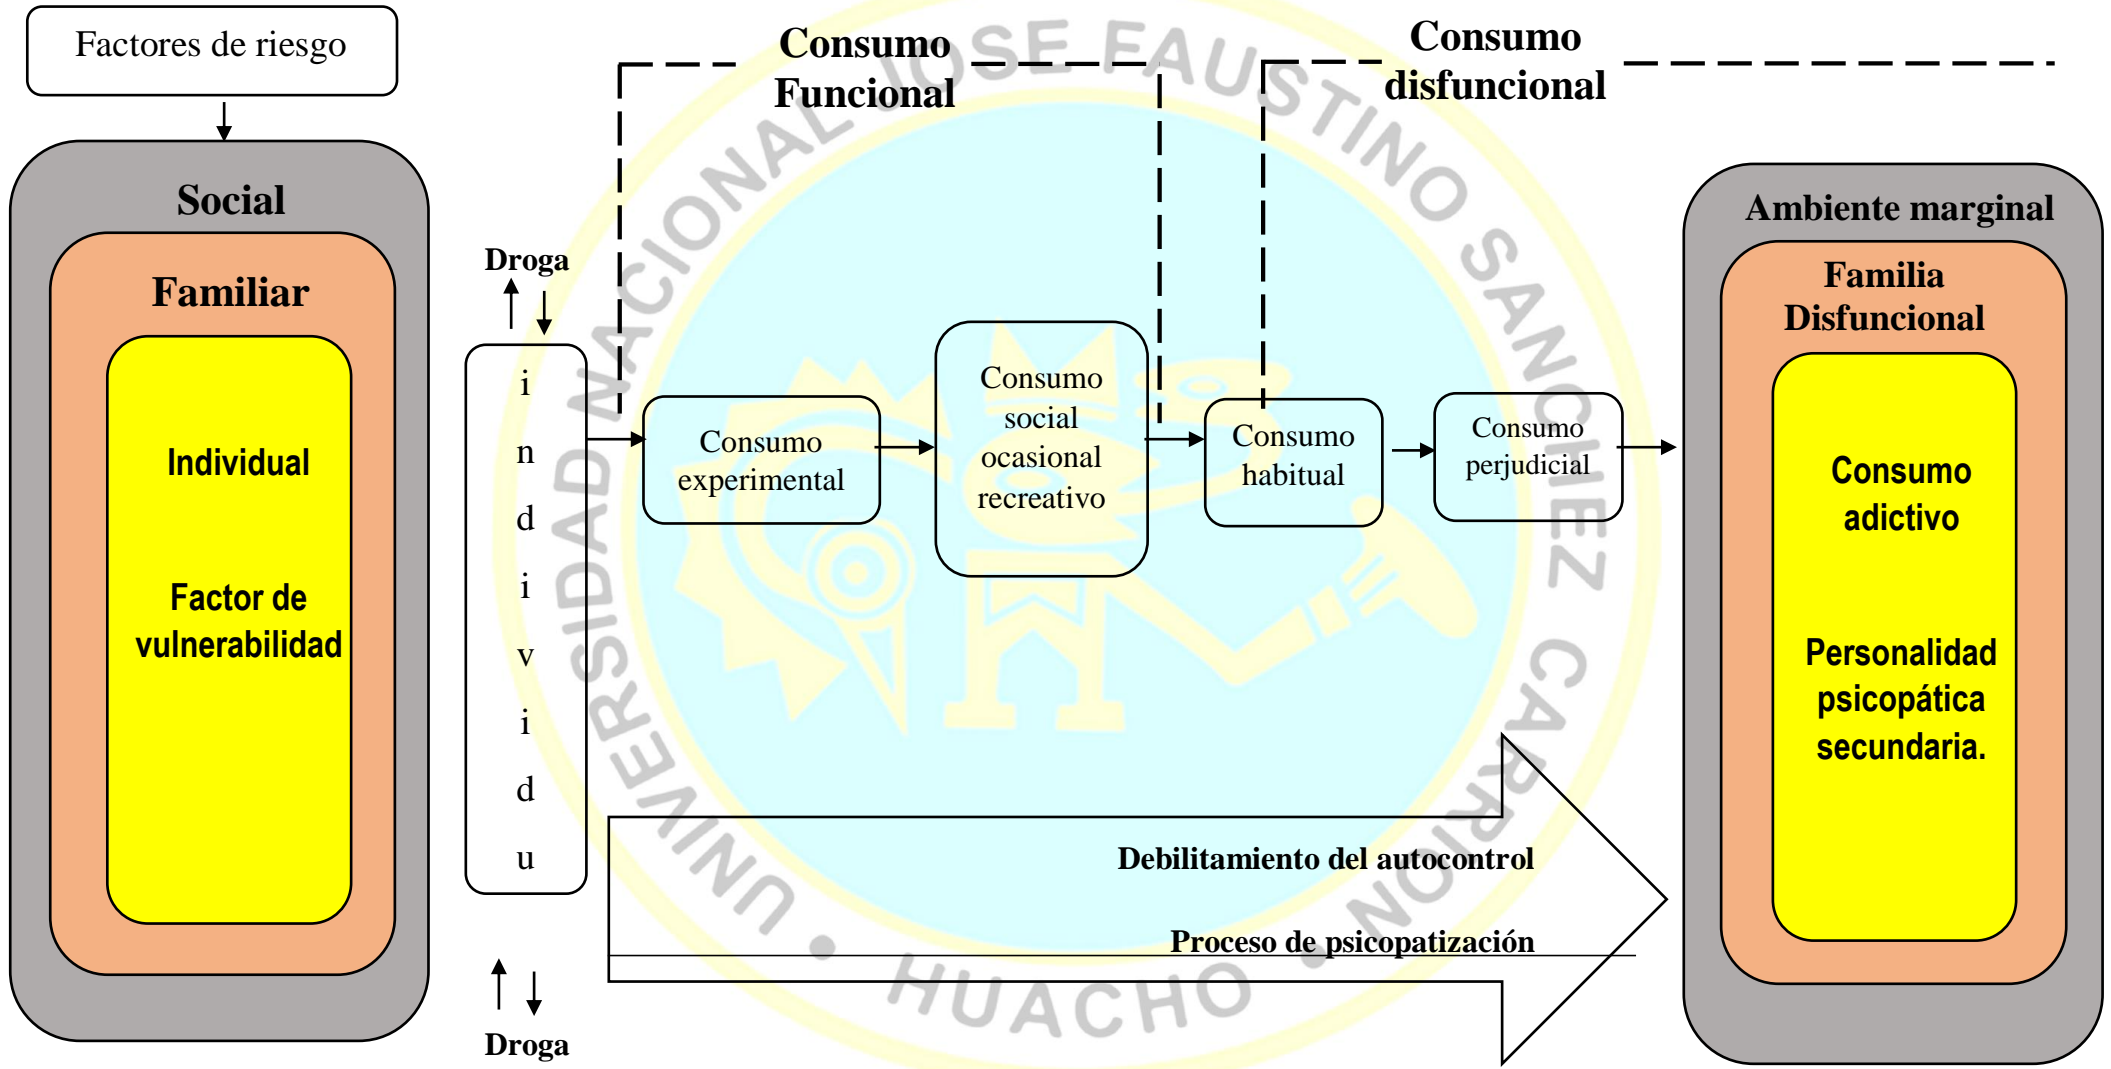 Factores de riesgo
Social
Familiar
Individual
Factor de
vulnerabilidad
Droga
i
n
d
i
v
i
d
u
Droga
Consumo
Funcional
Consumo
disfuncional
Consumo
experimental
Consumo
social
ocasional
recreativo
Consumo
habitual
Consumo
perjudicial
Debilitamiento del autocontrol
Proceso de psicopatización
Ambiente marginal
Familia
Disfuncional
Consumo
adictivo
Personalidad
psicopática
secundaria.
UNIVERSIDAD NACIONAL JOSE FAUSTINO SANCHEZ CARRION
• HUACHO •